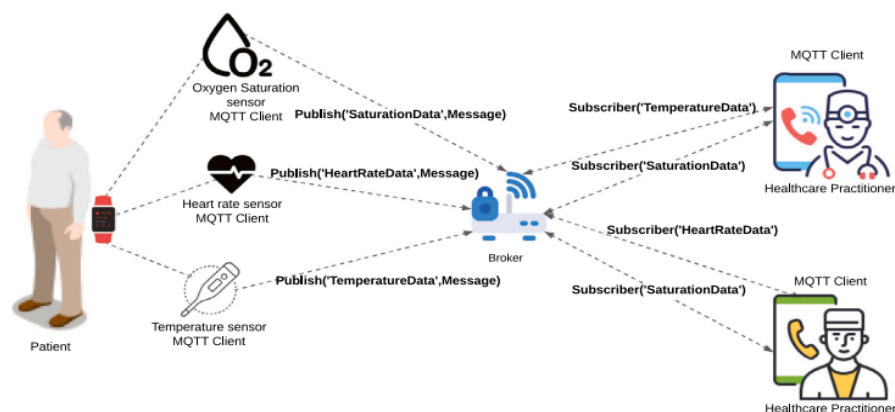 O2
Oxygen Saturation
sensor
MQTT Client
Publish('SaturationData',Message)
Heart rate sensor
MQTT Client
Publish('HeartRateData',Message)
Temperature sensor
MQTT Client
Publish('TemperatureData',Message)
Patient
Broker
MQTT Client
Subscriber('TemperatureData')
Subscriber('SaturationData')
Healthcare Practitioner
Subscriber('HeartRateData')
MQTT Client
Subscriber('SaturationData')
Healthcare Practitioner